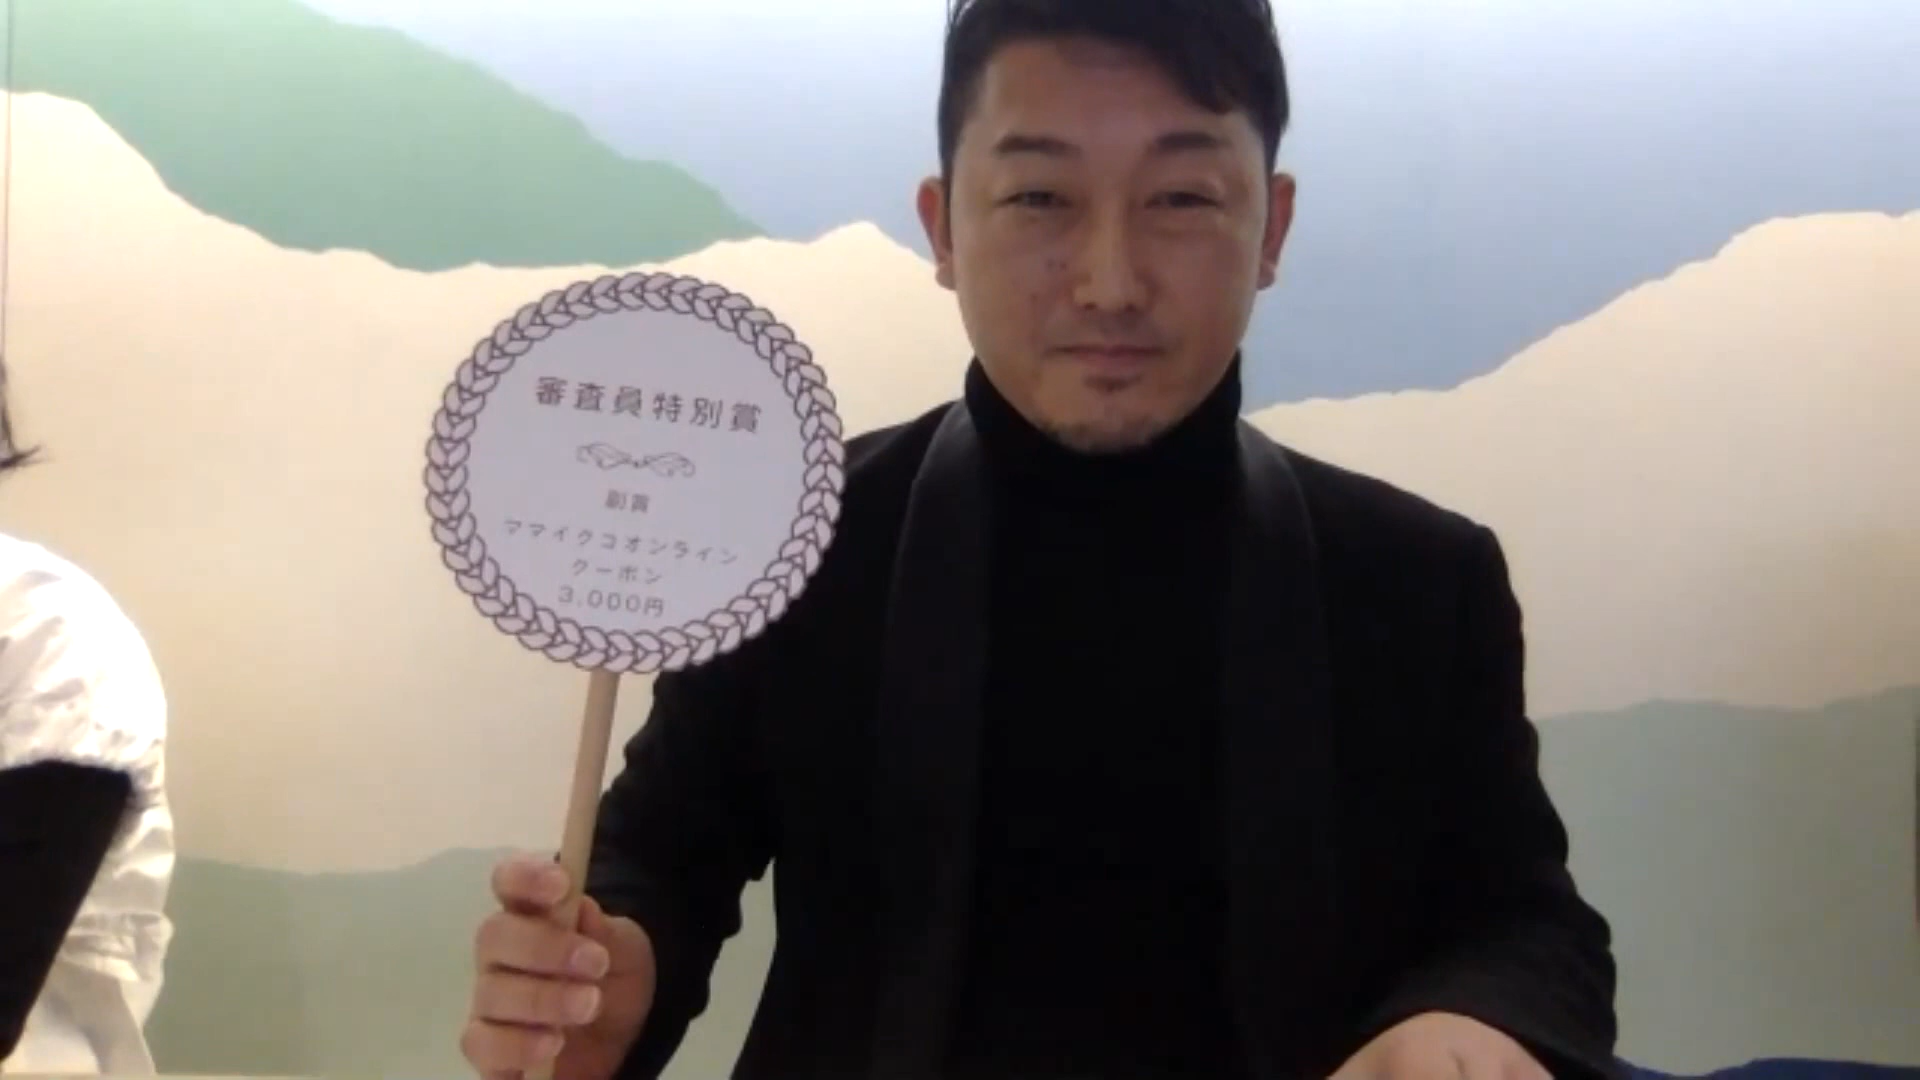 審査員特別賞
副賞
ママイクコオンライン
クーポン
3,000円